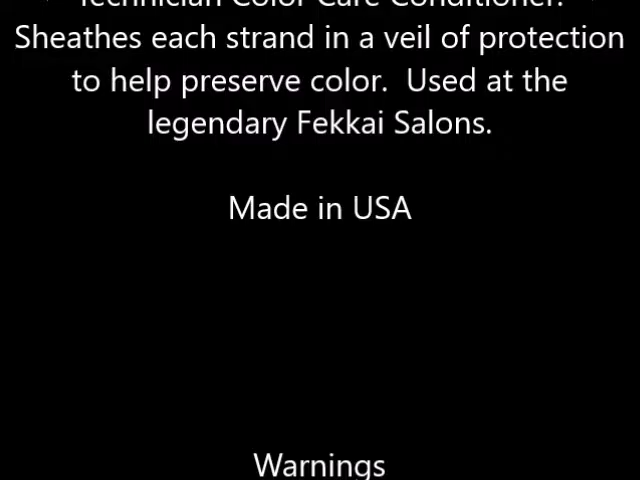 Technician Color Care Conditioner.
Sheathes each strand in a veil of protection
to help preserve color.  Used at the
legendary Fekkai Salons.
Made in USA
Warnings